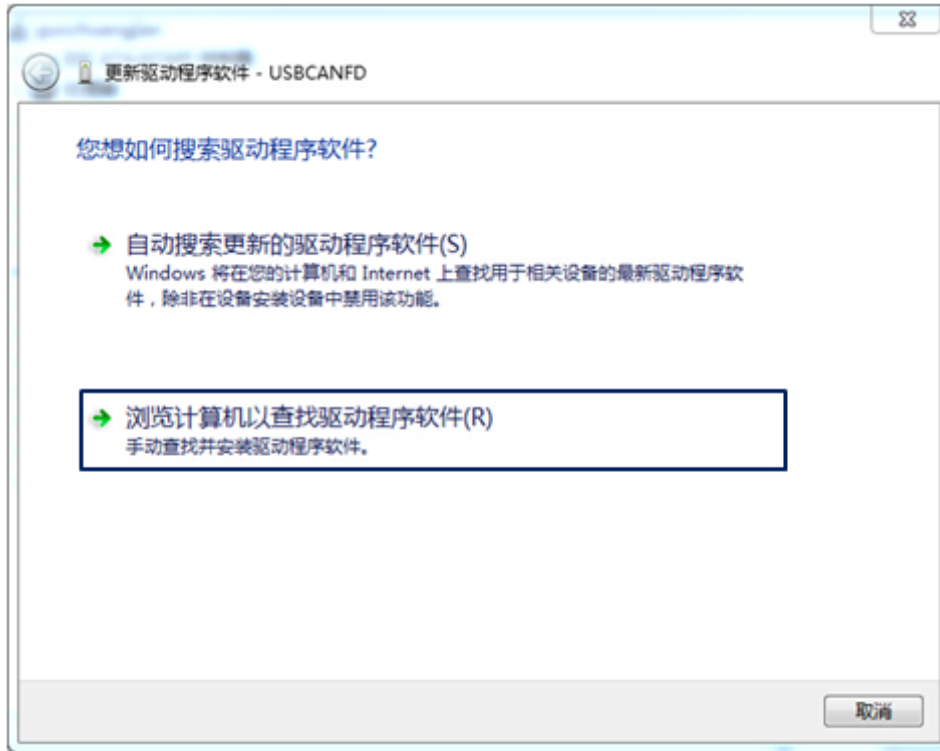 更新驱动程序软件 - USBCANFD
您想如何搜索驱动程序软件?
自动搜索更新的驱动程序软件(S)
Windows 将在您的计算机和 Internet 上查找用于相关设备的最新驱动程序软
件，除非在设备安装设备中禁用该功能。
浏览计算机以查找驱动程序软件(R)
手动查找并安装驱动程序软件。
取消